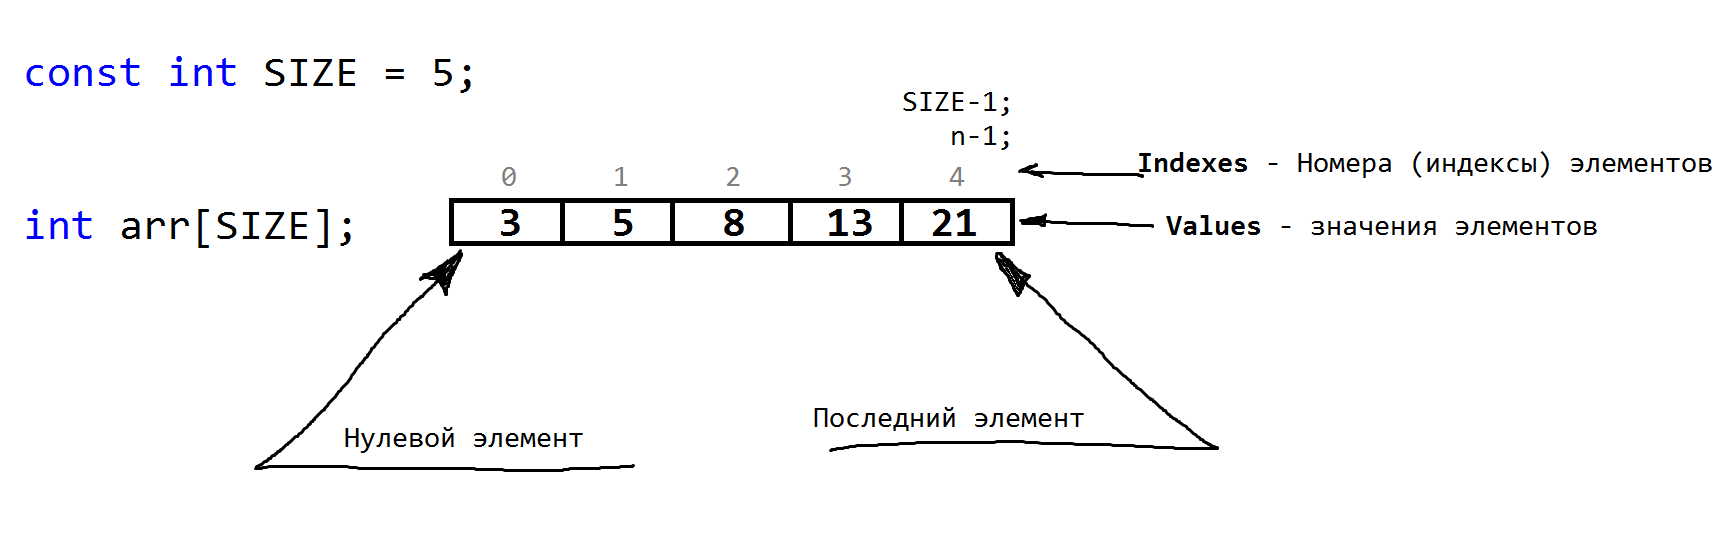 const int SIZE = 5;
SIZE-1;
n-1;
Indexes - Номера (индексы) элементов
0 1 2 3 4
int arr[SIZE];
3 5 8 13 21
Values - значения элементов
Последний элемент
Нулевой элемент